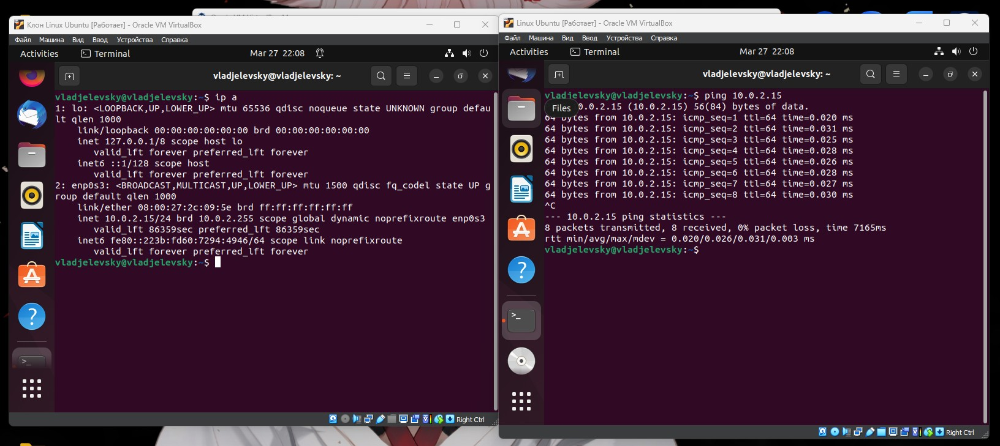 Клон Linux Ubuntu [Работает] - Oracle VM VirtualBox
Файл Машина Вид Ввод Устройства Справка
Activities Terminal Mar 27 22:08
vladjelevsky@vladjelevsky: ~
vladjelevsky@vladjelevsky:~$ ip a
1: lo: <LOOPBACK,UP,LOWER_UP> mtu 65536 qdisc noqueue state UNKNOWN group defau
lt qlen 1000
link/loopback 00:00:00:00:00:00 brd 00:00:00:00:00:00
inet 127.0.0.1/8 scope host lo
valid_lft forever preferred_lft forever
inet6 ::1/128 scope host
valid_lft forever preferred_lft forever
2: enp0s3: <BROADCAST,MULTICAST,UP,LOWER_UP> mtu 1500 qdisc fq_codel state UP g
roup default qlen 1000
link/ether 08:00:27:2c:09:5e brd ff:ff:ff:ff:ff:ff
inet 10.0.2.15/24 brd 10.0.2.255 scope global dynamic noprefixroute enp0s3
valid_lft 86359sec preferred_lft 86359sec
inet6 fe80::223b:fd60:7294:4946/64 scope link noprefixroute
valid_lft forever preferred_lft forever
vladjelevsky@vladjelevsky:~$
Right Ctrl
Linux Ubuntu [Работает] - Oracle VM VirtualBox
Файл Машина Вид Ввод Устройства Справка
Activities Terminal Mar 27 22:08
vladjelevsky@vladjelevsky: ~
vladjelevsky@vladjelevsky:~$ ping 10.0.2.15
Files
.0.2.15 (10.0.2.15) 56(84) bytes of data.
64 bytes from 10.0.2.15: icmp_seq=1 ttl=64 time=0.020 ms
64 bytes from 10.0.2.15: icmp_seq=2 ttl=64 time=0.031 ms
64 bytes from 10.0.2.15: icmp_seq=3 ttl=64 time=0.025 ms
64 bytes from 10.0.2.15: icmp_seq=4 ttl=64 time=0.028 ms
64 bytes from 10.0.2.15: icmp_seq=5 ttl=64 time=0.026 ms
64 bytes from 10.0.2.15: icmp_seq=6 ttl=64 time=0.028 ms
64 bytes from 10.0.2.15: icmp_seq=7 ttl=64 time=0.027 ms
64 bytes from 10.0.2.15: icmp_seq=8 ttl=64 time=0.030 ms
^C
--- 10.0.2.15 ping statistics ---
8 packets transmitted, 8 received, 0% packet loss, time 7165ms
rtt min/avg/max/mdev = 0.020/0.026/0.031/0.003 ms
vladjelevsky@vladjelevsky:~$
Right Ctrl